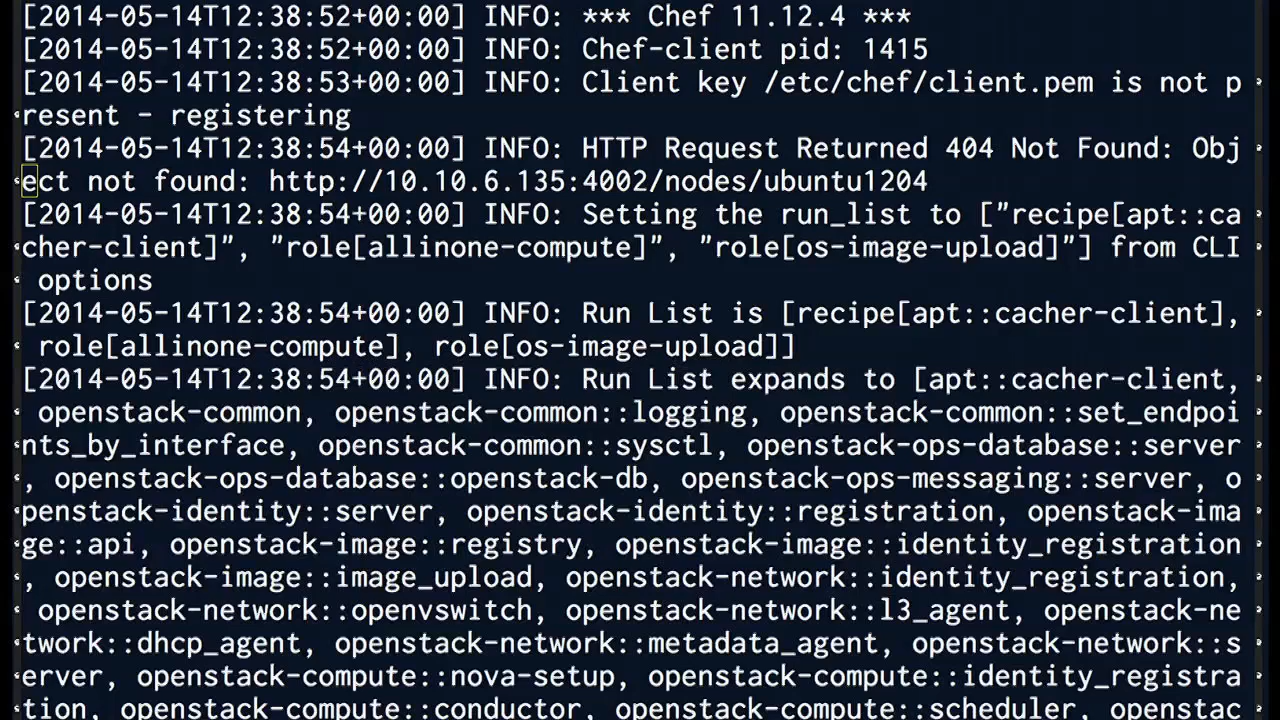 [2014-05-14T12:38:52+00:00] INFO: *** Chef 11.12.4 ***
[2014-05-14T12:38:52+00:00] INFO: Chef-client pid: 1415
[2014-05-14T12:38:53+00:00] INFO: Client key /etc/chef/client.pem is not p
resent - registering
[2014-05-14T12:38:54+00:00] INFO: HTTP Request Returned 404 Not Found: Obj
ect not found: http://10.10.6.135:4002/nodes/ubuntu1204
[2014-05-14T12:38:54+00:00] INFO: Setting the run_list to ["recipe[apt::ca
cher-client]", "role[allinone-compute]", "role[os-image-upload]"] from CLI
 options
[2014-05-14T12:38:54+00:00] INFO: Run List is [recipe[apt::cacher-client],
 role[allinone-compute], role[os-image-upload]]
[2014-05-14T12:38:54+00:00] INFO: Run List expands to [apt::cacher-client,
 openstack-common, openstack-common::logging, openstack-common::set_endpoi
nts_by_interface, openstack-common::sysctl, openstack-ops-database::server
, openstack-ops-database::openstack-db, openstack-ops-messaging::server, o
penstack-identity::server, openstack-identity::registration, openstack-ima
ge::api, openstack-image::registry, openstack-image::identity_registration
, openstack-image::image_upload, openstack-network::identity_registration,
 openstack-network::openvswitch, openstack-network::l3_agent, openstack-ne
twork::dhcp_agent, openstack-network::metadata_agent, openstack-network::s
erver, openstack-compute::nova-setup, openstack-compute::identity_registra
tion, openstack-compute::conductor, openstack-compute::scheduler, openstac